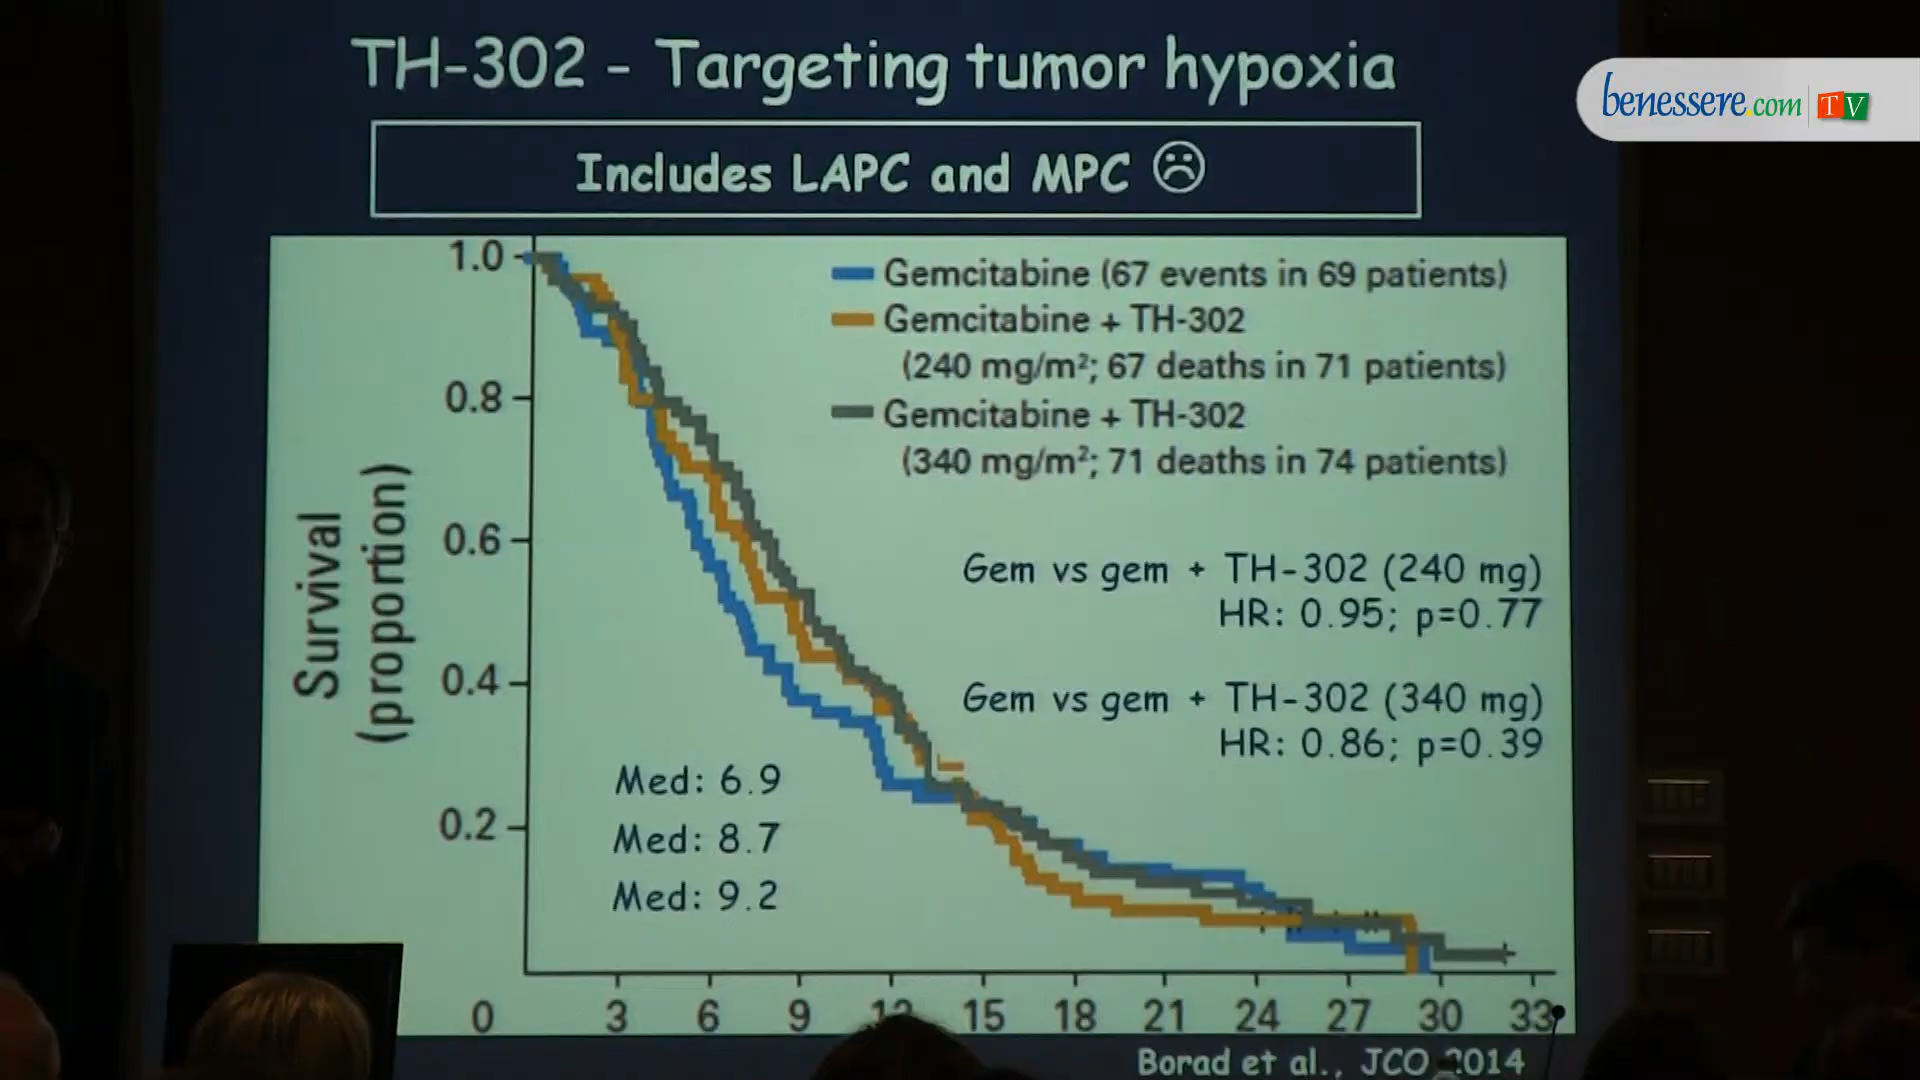 TH-302 - Targeting tumor hypoxia
benessere.com TV
Includes LAPC and MPC
Gemcitabine (67 events in 69 patients)
Gemcitabine + TH-302
(240 mg/m²; 67 deaths in 71 patients)
Gemcitabine + TH-302
(340 mg/m²; 71 deaths in 74 patients)
Survival
(proportion)
1.0
0.8
0.6
0.4
0.2
Gem vs gem + TH-302 (240 mg)
HR: 0.95; p=0.77
Gem vs gem + TH-302 (340 mg)
HR: 0.86; p=0.39
Med: 6.9
Med: 8.7
Med: 9.2
0 3 6 9 12 15 18 21 24 27 30 33
Borad et al., JCO 2014